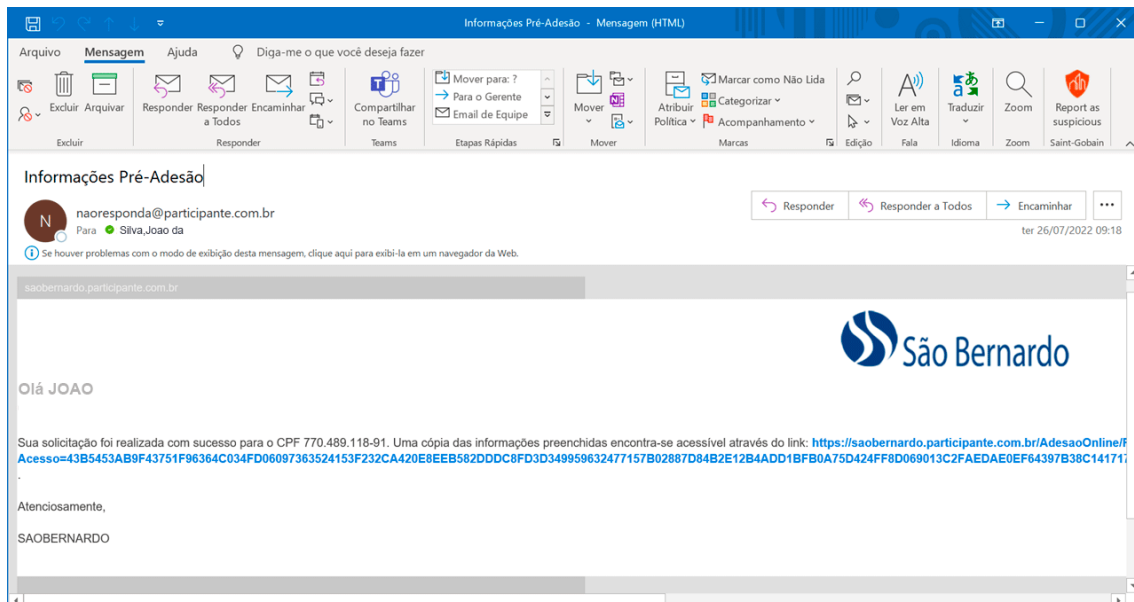 Informações Pré-Adesão - Mensagem (HTML)
Arquivo Mensagem Ajuda Diga-me o que você deseja fazer
Excluir Arquivar
Excluir
Responder Responder a Todos Encaminhar
Responder
Compartilhar no Teams
Teams
Mover para: ?
Para o Gerente
Email de Equipe
Etapas Rápidas
Mover
Mover
Atribuir Política
Marcar como Não Lida
Categorizar
Acompanhamento
Marcas
Edição
Ler em Voz Alta
Fala
Traduzir
Idioma
Zoom
Zoom
Report as suspicious
Saint-Gobain
Informações Pré-Adesão
N
naoresponda@participante.com.br
Para Silva,Joao da
Responder Responder a Todos Encaminhar
ter 26/07/2022 09:18
Se houver problemas com o modo de exibição desta mensagem, clique aqui para exibi-la em um navegador da Web.
saobernardo.participante.com.br
São Bernardo
Olá JOAO
Sua solicitação foi realizada com sucesso para o CPF 770.489.118-91. Uma cópia das informações preenchidas encontra-se acessível através do link: https://saobernardo.participante.com.br/AdesaoOnline/F
Acesso=43B5453AB9F43751F96364C034FD06097363524153F232CA420E8EEB582DDDC8FD3D349959632477157B02887D84B2E12B4ADD1BFB0A75D424FF8D069013C2FAEDAE0EF64397B38C141717
.
Atenciosamente,
SAOBERNARDO